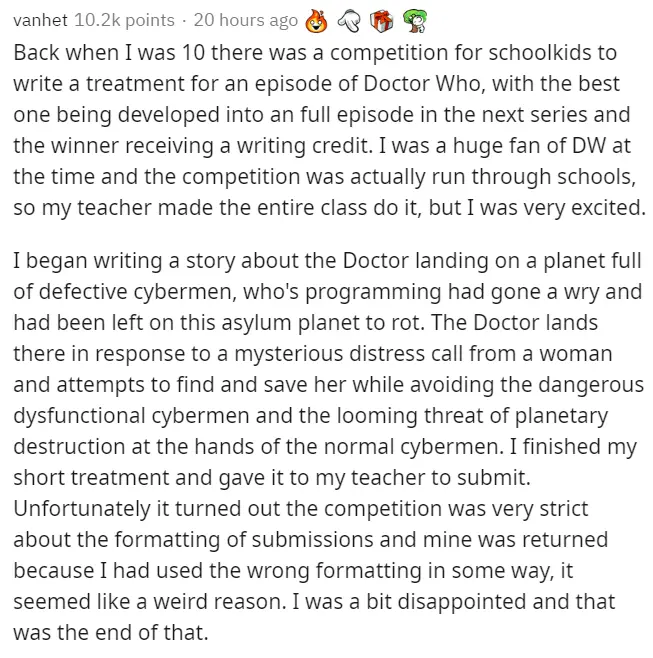 vanhet 10.2k points · 20 hours ago
Back when I was 10 there was a competition for schoolkids to
write a treatment for an episode of Doctor Who, with the best
one being developed into an full episode in the next series and
the winner receiving a writing credit. I was a huge fan of DW at
the time and the competition was actually run through schools,
so my teacher made the entire class do it, but I was very excited.
I began writing a story about the Doctor landing on a planet full
of defective cybermen, who's programming had gone a wry and
had been left on this asylum planet to rot. The Doctor lands
there in response to a mysterious distress call from a woman
and attempts to find and save her while avoiding the dangerous
dysfunctional cybermen and the looming threat of planetary
destruction at the hands of the normal cybermen. I finished my
short treatment and gave it to my teacher to submit.
Unfortunately it turned out the competition was very strict
about the formatting of submissions and mine was returned
because I had used the wrong formatting in some way, it
seemed like a weird reason. I was a bit disappointed and that
was the end of that.